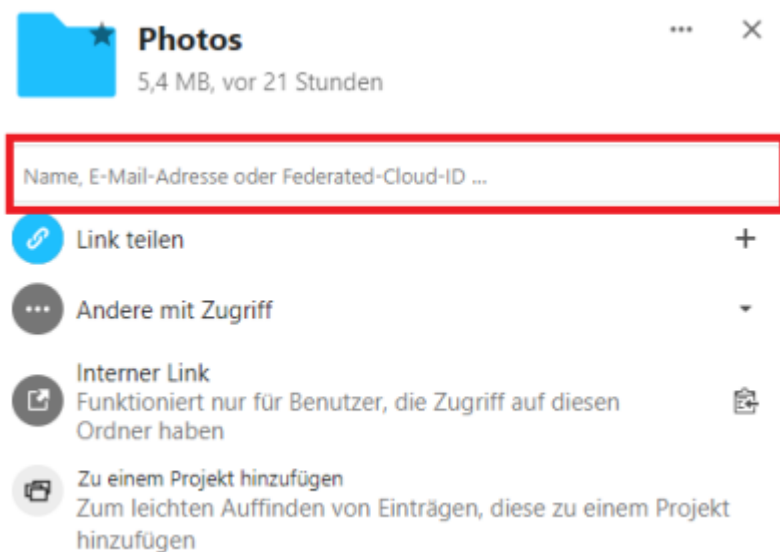 Photos
5,4 MB, vor 21 Stunden
Name, E-Mail-Adresse oder Federated-Cloud-ID ...
Link teilen
Andere mit Zugriff
Interner Link
Funktioniert nur für Benutzer, die Zugriff auf diesen
Ordner haben
Zu einem Projekt hinzufügen
Zum leichten Auffinden von Einträgen, diese zu einem Projekt
hinzufügen